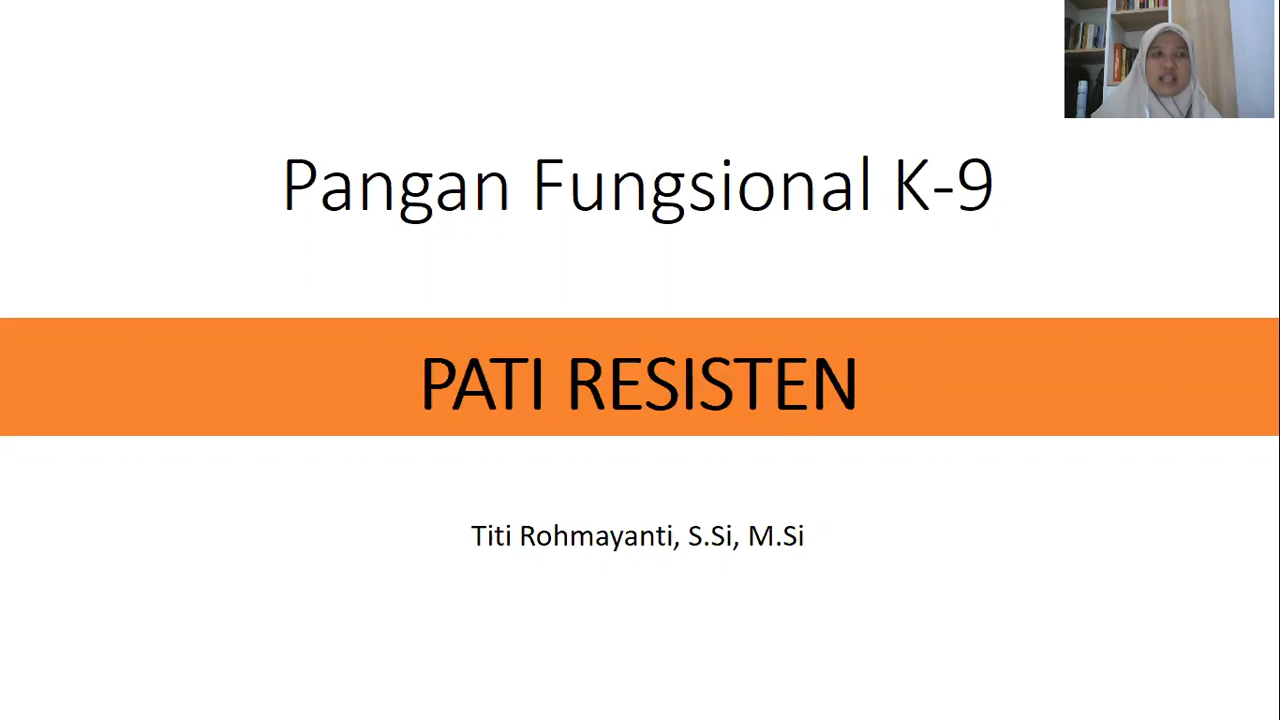 Pangan Fungsional K-9
PATI RESISTEN
Titi Rohmayanti, S.Si, M.Si